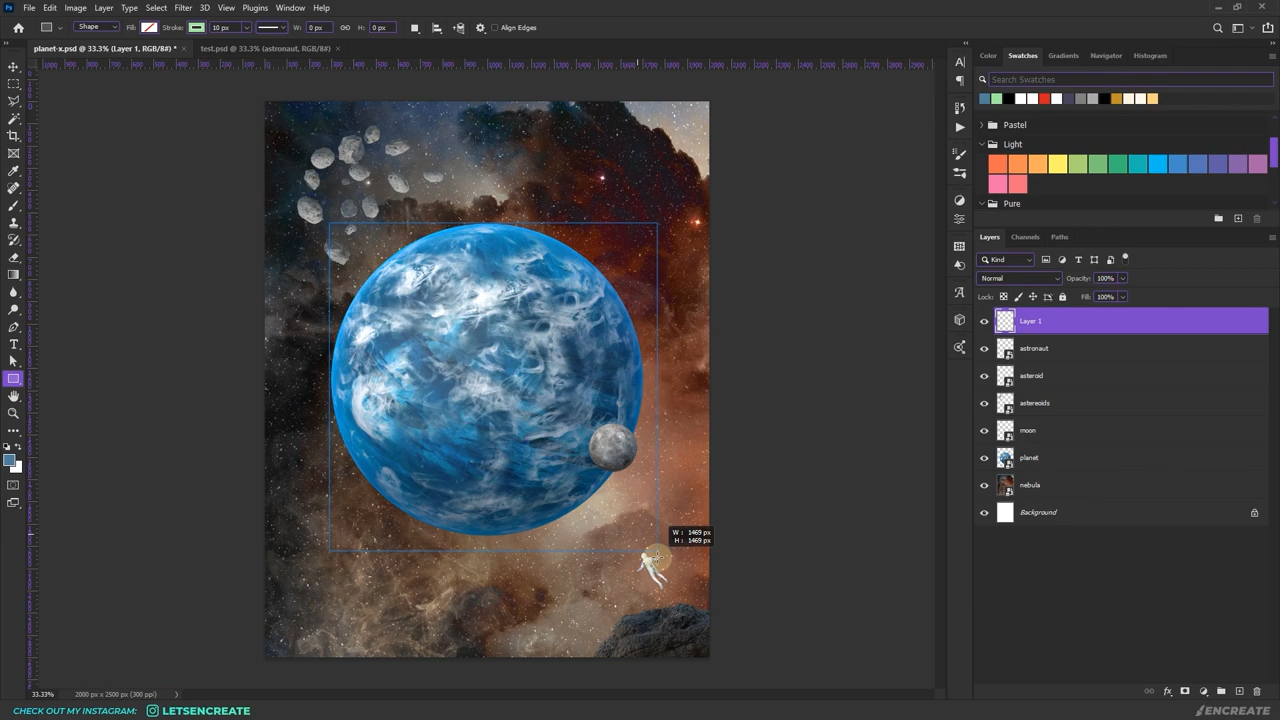 Ps File Edit Image Layer Type Select Filter 3D View Plugins Window Help
Shape Fill: Stroke: 10 px W: 0 px H: 0 px Align Edges
planet-x.psd @ 33.3% (Layer 1, RGB/8#) * × test.psd @ 33.3% (astronaut, RGB/8#) ×
Color Swatches Gradients Navigator Histogram
Search Swatches
Pastel
Light
Pure
Layers Channels Paths
Kind
Normal Opacity: 100%
Lock: Fill: 100%
Layer 1
astronaut
asteroid
astereoids
moon
planet
nebula
Background
W : 1469 px
H : 1469 px
33.33% 2000 px x 2500 px (300 ppi)
CHECK OUT MY INSTAGRAM: LETSENCREATE
ENCREATE